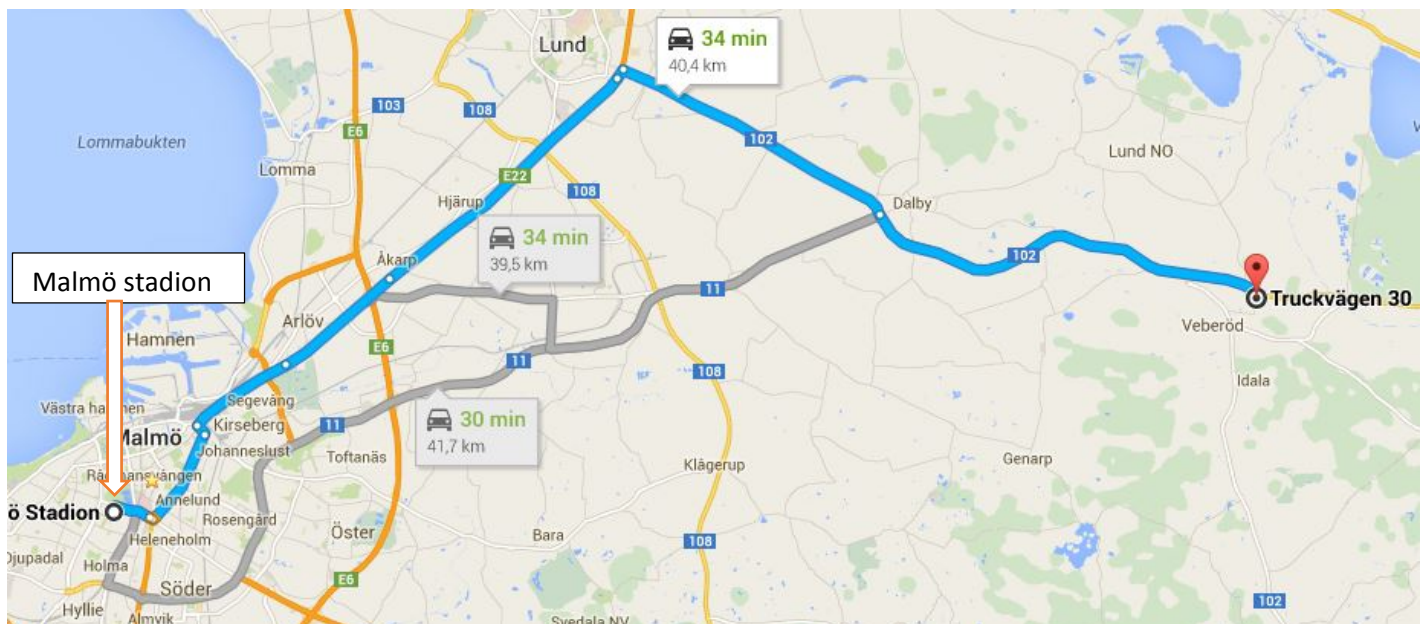 Lund
34 min
40,4 km
103
108
E6
102
Lommabukten
Lomma
Lund NO
E22
108
Hjärup
Dalby
34 min
39,5 km
102
Åkarp
Malmö stadion
11
Truckvägen 30
Arlöv
Hamnen
E6
Veberöd
11
108
Idala
Segevång
30 min
41,7 km
Kirseberg
11
Malmö
Johanneslust
Toftanäs
Klågerup
Genarp
Annelund
ö Stadion
Rosengård
Öster
Bara
Heleneholm
108
Djupadal
Holma
E6
Söder
102
Hyllie
Almvik
Svedala NV